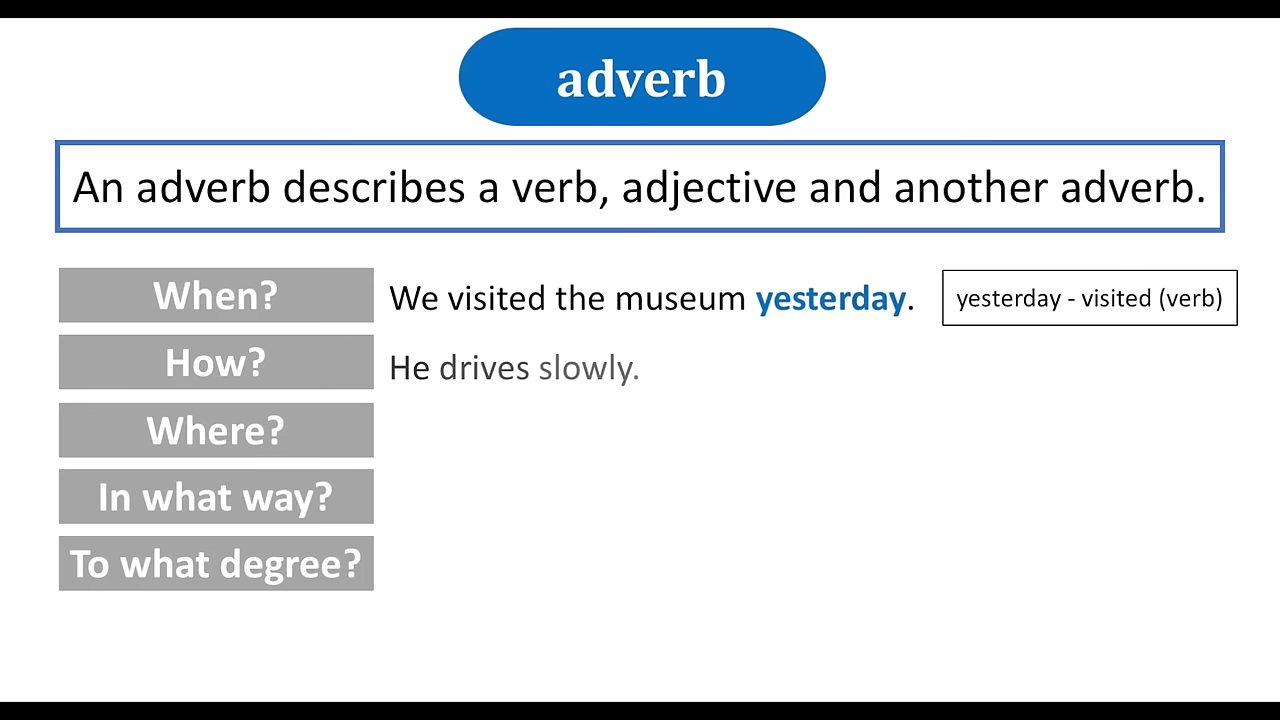 adverb
An adverb describes a verb, adjective and another adverb.
When? We visited the museum yesterday. yesterday - visited (verb)
How? He drives slowly.
Where?
In what way?
To what degree?